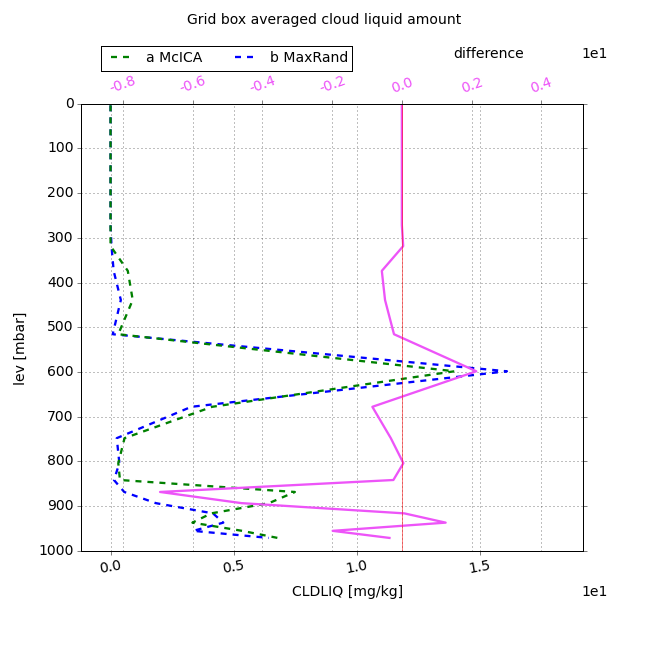 Grid box averaged cloud liquid amount
a McICA b MaxRand difference 1e1
-0.8 -0.6 -0.4 -0.2 0.0 0.2 0.4
0
100
200
300
400
500
600
700
800
900
1000
lev [mbar]
0.0 0.5 1.0 1.5
CLDLIQ [mg/kg] 1e1